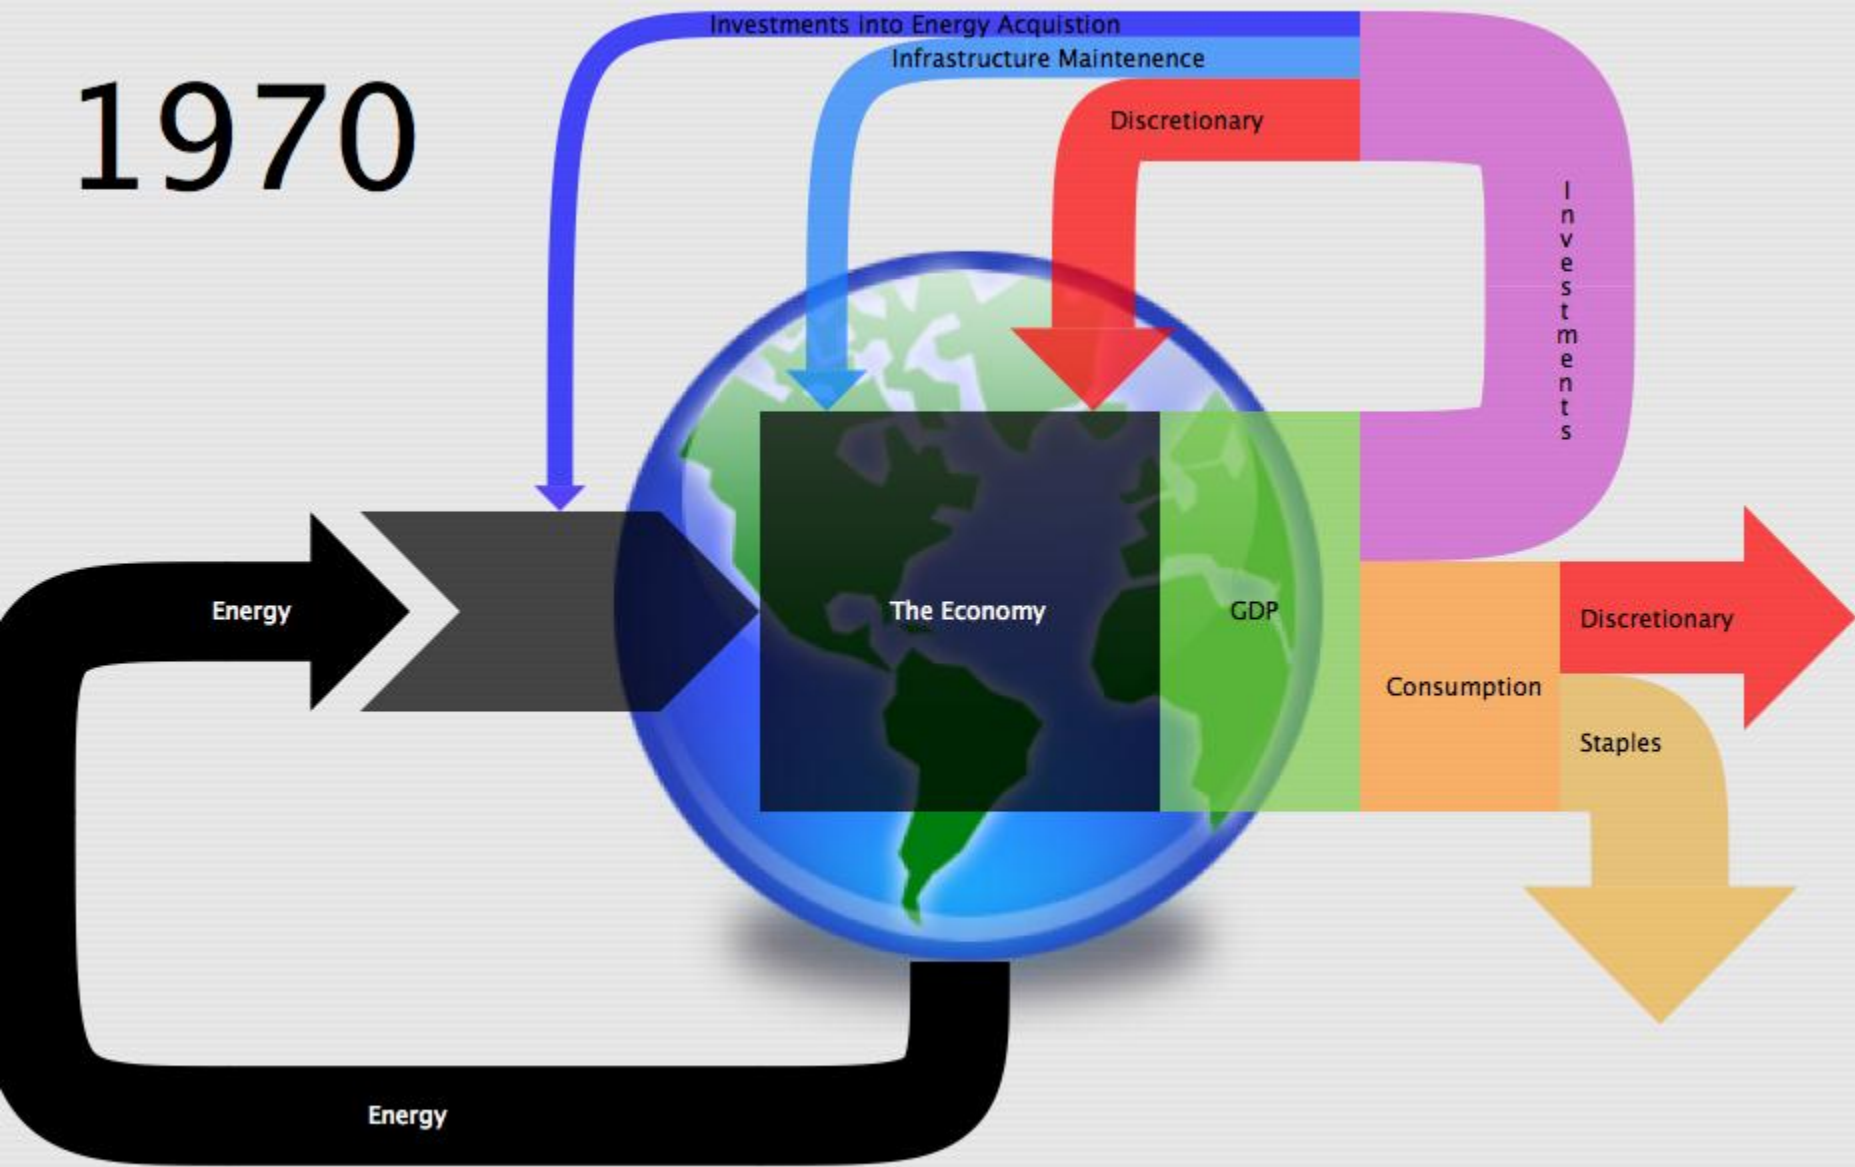 1970
Investments into Energy Acquistion
Infrastructure Maintenence
Discretionary
Investments
Energy
The Economy
GDP
Discretionary
Consumption
Staples
Energy